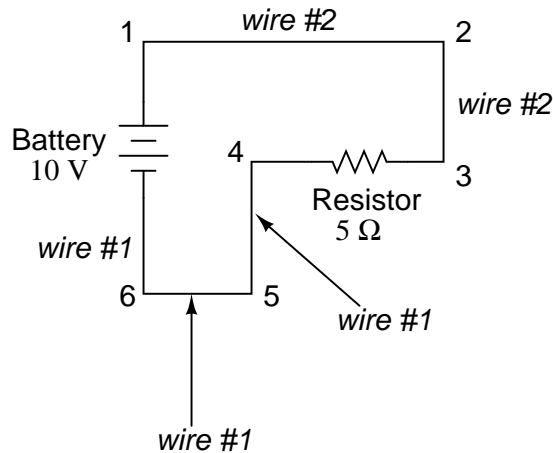 wire #2
1
2
wire #2
Battery
10 V
4
3
Resistor
5 Ω
wire #1
6
5
wire #1
wire #1